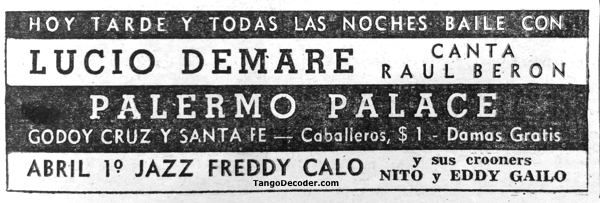 HOY TARDE Y TODAS LAS NOCHES BAILE CON
LUCIO DEMARE
CANTA
RAUL BERON
PALERMO PALACE
GODOY CRUZ Y SANTA FE — Caballeros, $ 1 - Damas Gratis
ABRIL 1º JAZZ FREDDY CALO
y sus crooners
NITO y EDDY GAILO
TangoDecoder.com